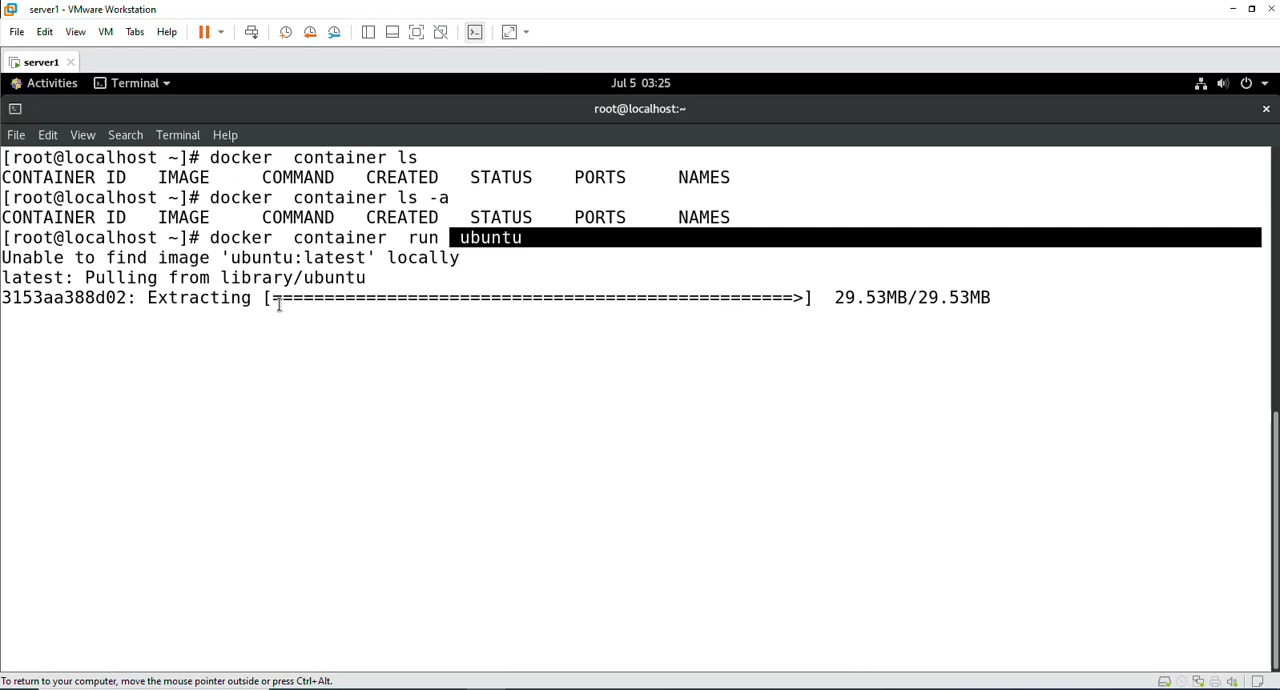 server1 - VMware Workstation
File Edit View VM Tabs Help
server1
Activities Terminal Jul 5 03:25
root@localhost:~
File Edit View Search Terminal Help
[root@localhost ~]# docker  container ls
CONTAINER ID   IMAGE     COMMAND   CREATED   STATUS    PORTS     NAMES
[root@localhost ~]# docker  container ls -a
CONTAINER ID   IMAGE     COMMAND   CREATED   STATUS    PORTS     NAMES
[root@localhost ~]# docker  container  run  ubuntu
Unable to find image 'ubuntu:latest' locally
latest: Pulling from library/ubuntu
3153aa388d02: Extracting [==================================================>]  29.53MB/29.53MB
To return to your computer, move the mouse pointer outside or press Ctrl+Alt.